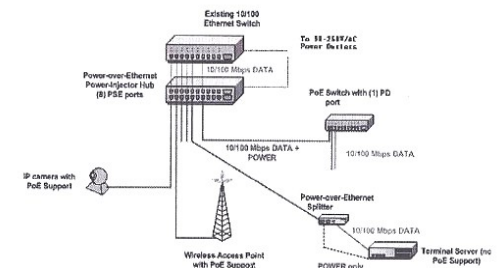 Existing 10/100
Ethernet Switch
To 90-250V/AC
Power Outlets
10/100 Mbps DATA
Power-over-Ethernet
Power-Injector Hub
(8) PSE ports
PoE Switch with (1) PD
port
10/100 Mbps DATA +
POWER
10/100 Mbps DATA
IP camera with
PoE Support
Power-over-Ethernet
Splitter
10/100 Mbps DATA
Wireless Access Point
with PoE Support
POWER only
Terminal Server (no
PoE Support)